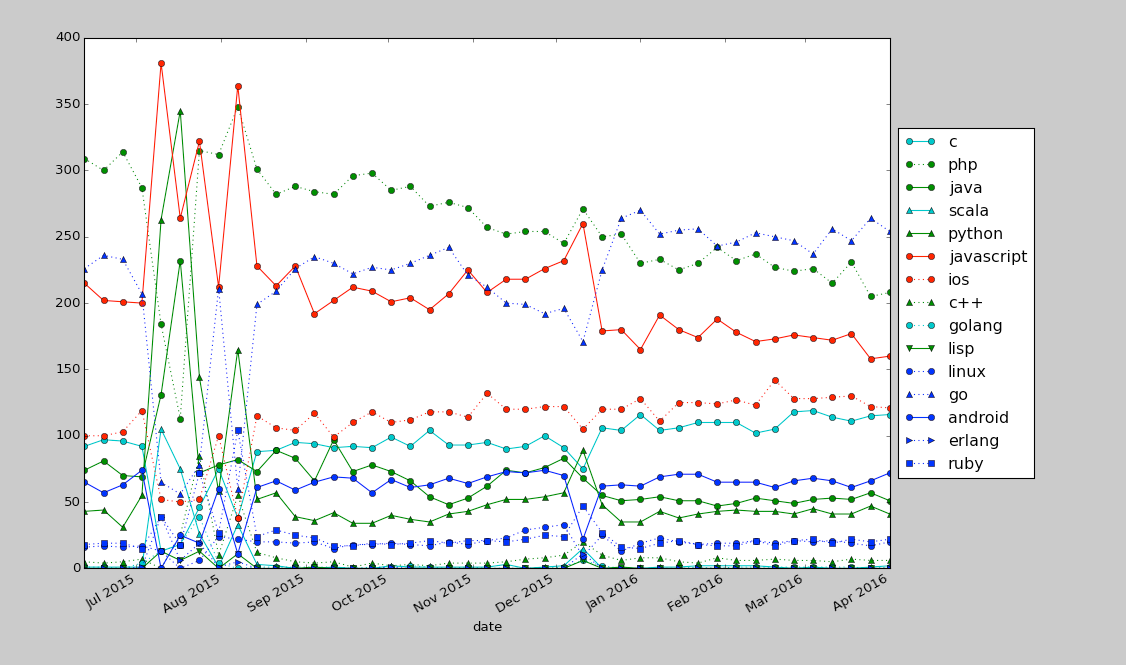 400
350
300
250
200
150
100
50
0
Jul 2015
Aug 2015
Sep 2015
Oct 2015
Nov 2015
Dec 2015
Jan 2016
Feb 2016
Mar 2016
Apr 2016
date
c
php
java
scala
python
javascript
ios
c++
golang
lisp
linux
go
android
erlang
ruby